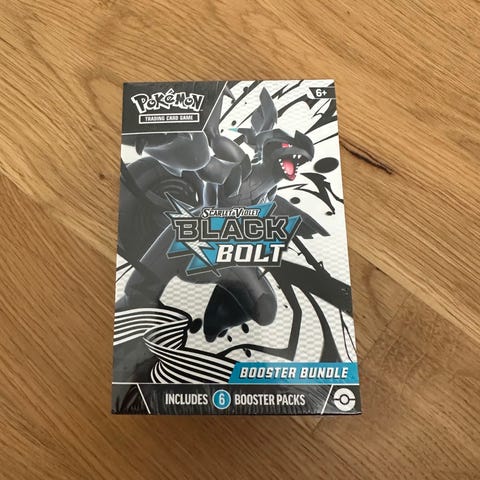 POKéMON
TRADING CARD GAME
6+
SCARLET & VIOLET
BLACK
BOLT
BOOSTER BUNDLE
INCLUDES 6 BOOSTER PACKS